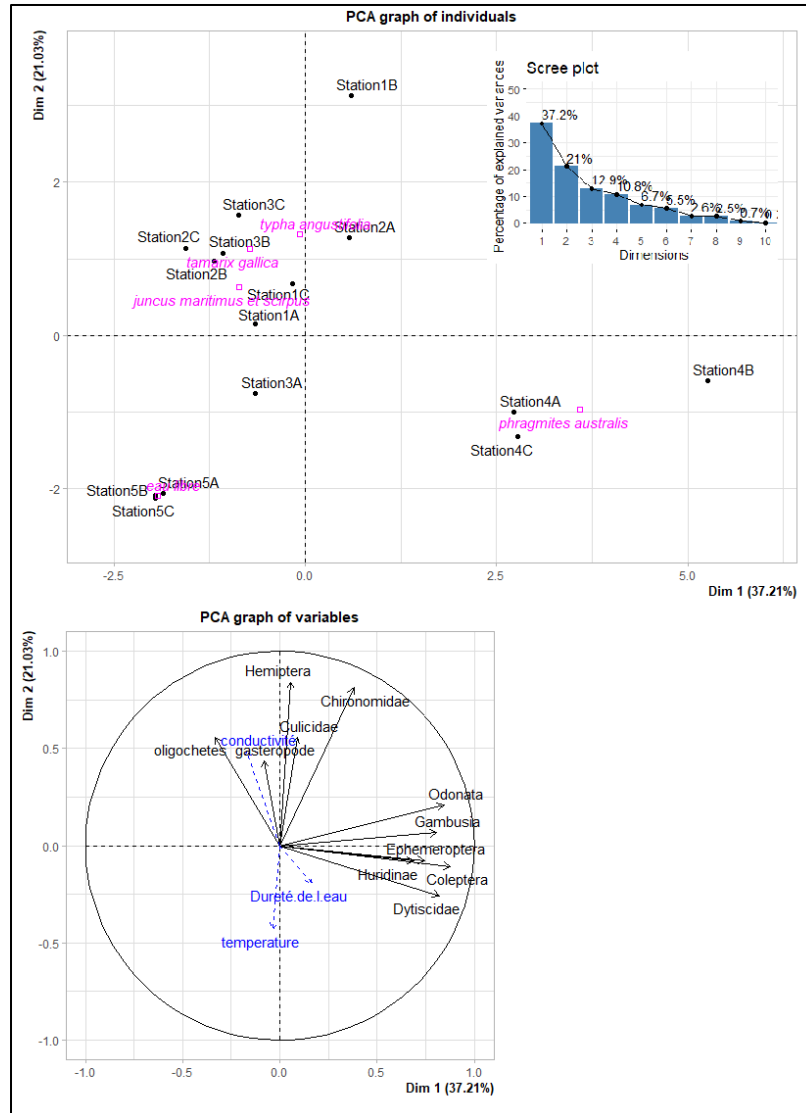 PCA graph of individuals
Dim 2 (21.03%)
Station1B
Scree plot
Percentage of explained variances
50
40
30
20
10
0
37.2%
21%
12.9%
10.8%
6.7%
5.5%
2.6%
2.5%
0.7%
1 2 3 4 5 6 7 8 9 10
Dimensions
2
Station3C
typha angustifolia
Station2A
Station2C
Station3B
tamarix gallica
Station2B
juncus maritimus et scirpus
Station1C
Station1A
0
Station3A
Station4B
Station4A
phragmites australis
Station4C
-2
Station5A
eau libre
Station5B
Station5C
-2.5 0.0 2.5 5.0
Dim 1 (37.21%)
PCA graph of variables
Dim 2 (21.03%)
1.0
Hemiptera
Chironomidae
Culicidae
conductivité
0.5
oligochetes
gasteropode
Odonata
Gambusia
0.0
Ephemeroptera
Huridinae
Coleptera
Dureté.de.l.eau
Dytiscidae
-0.5
temperature
-1.0
-1.0 -0.5 0.0 0.5 1.0
Dim 1 (37.21%)